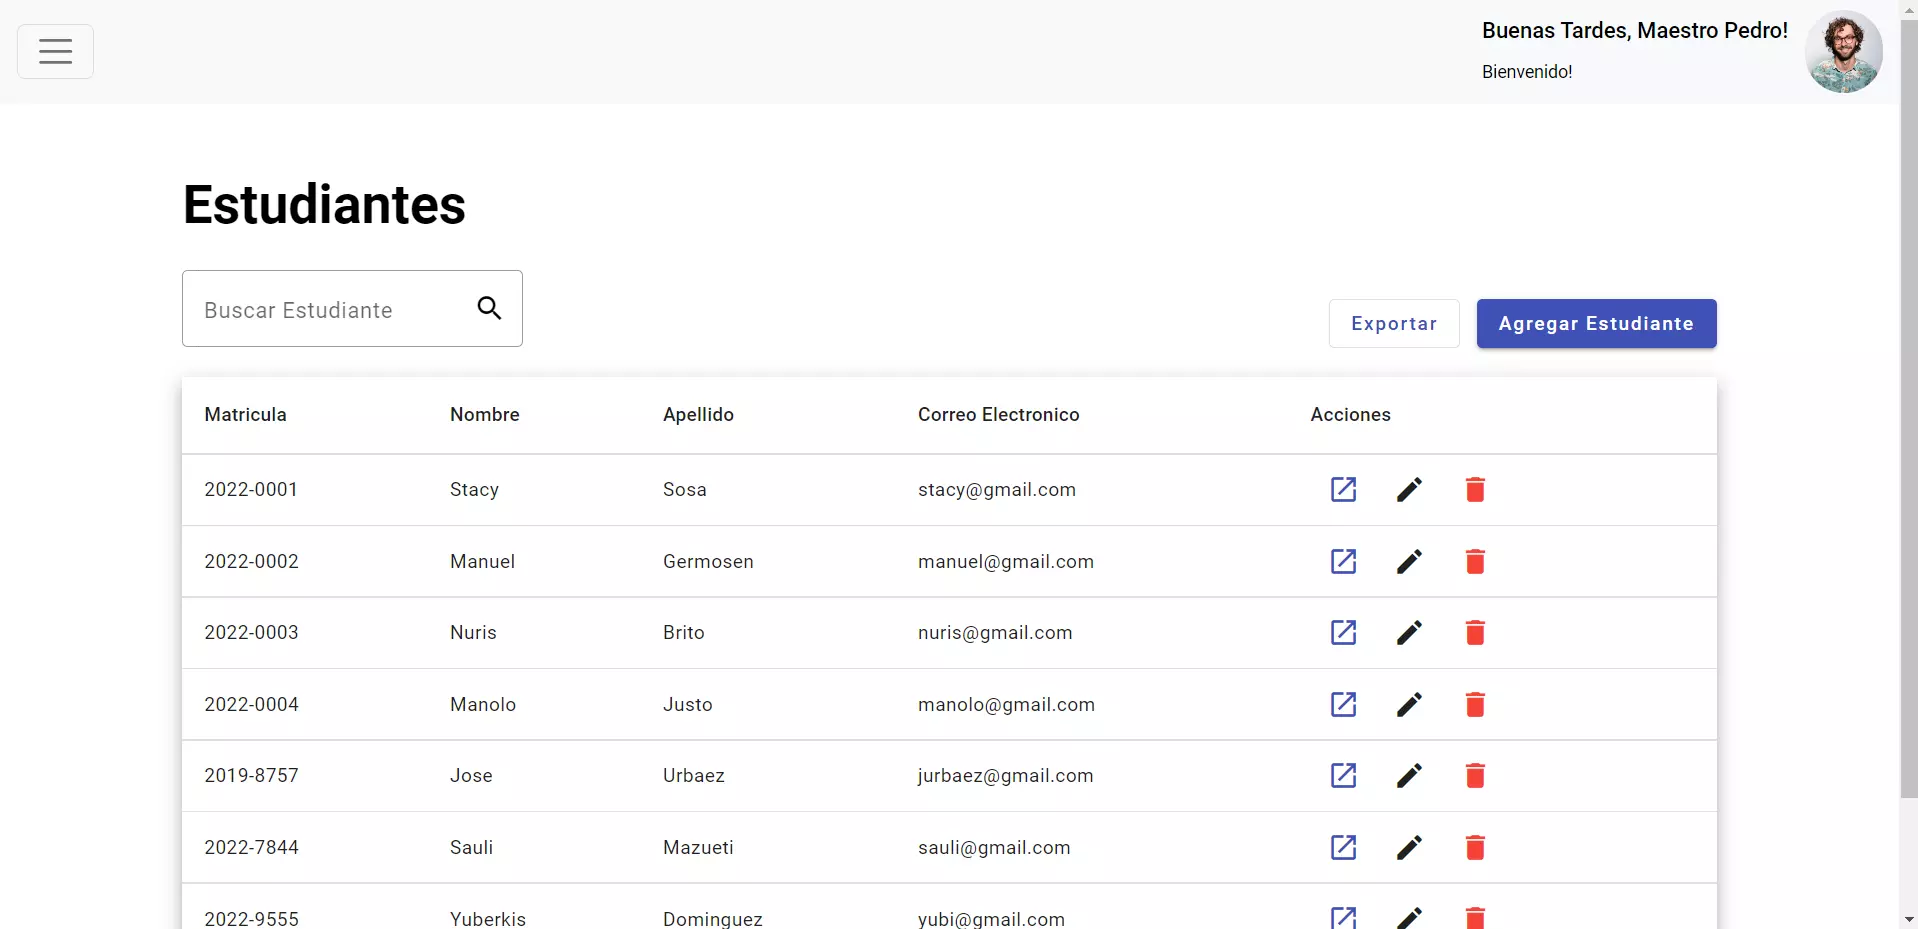 Buenas Tardes, Maestro Pedro!
Bienvenido!
Estudiantes
Buscar Estudiante
Exportar
Agregar Estudiante
Matricula Nombre Apellido Correo Electronico Acciones
2022-0001 Stacy Sosa stacy@gmail.com
2022-0002 Manuel Germosen manuel@gmail.com
2022-0003 Nuris Brito nuris@gmail.com
2022-0004 Manolo Justo manolo@gmail.com
2019-8757 Jose Urbaez jurbaez@gmail.com
2022-7844 Sauli Mazueti sauli@gmail.com
2022-9555 Yuberkis Dominguez yubi@gmail.com